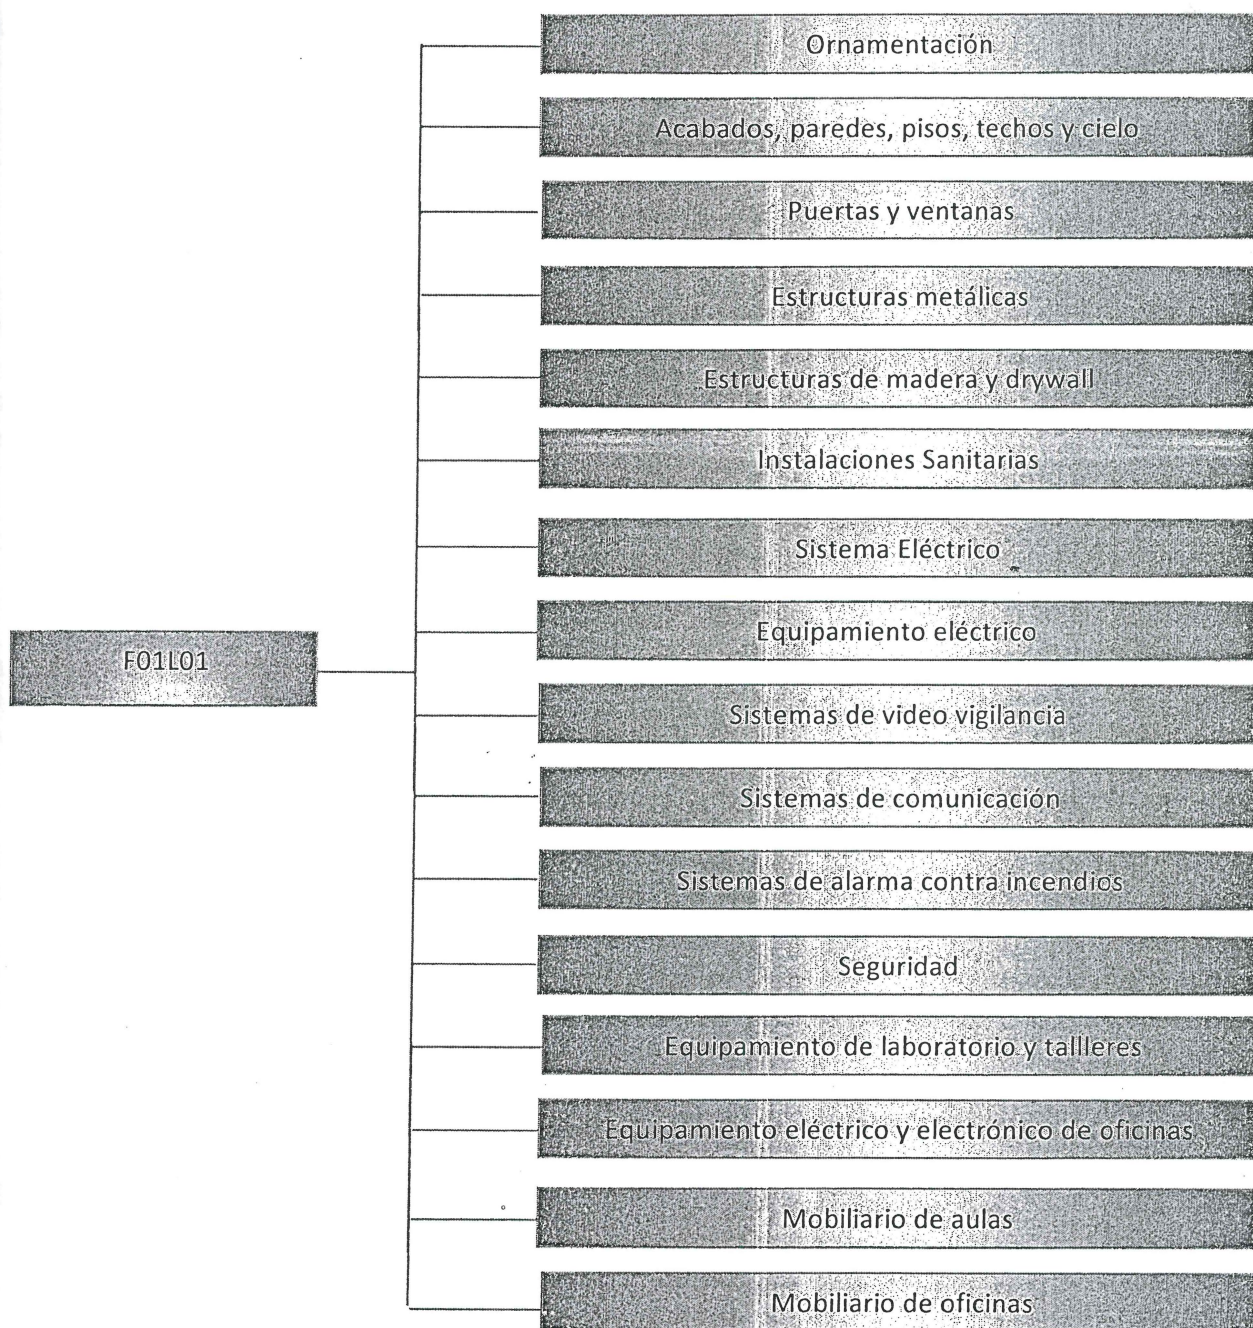 Ornamentación
Acabados, paredes, pisos, techos y cielo
Puertas y ventanas
Estructuras metálicas
Estructuras de madera y drywall
Instalaciones Sanitarias
Sistema Eléctrico
Equipamiento eléctrico
F01L01
Sistemas de video vigilancia
Sistemas de comunicación
Sistemas de alarma contra incendios
Seguridad
Equipamiento de laboratorio y tallleres
Equipamiento eléctrico y electrónico de oficinas
Mobiliario de aulas
Mobiliario de oficinas